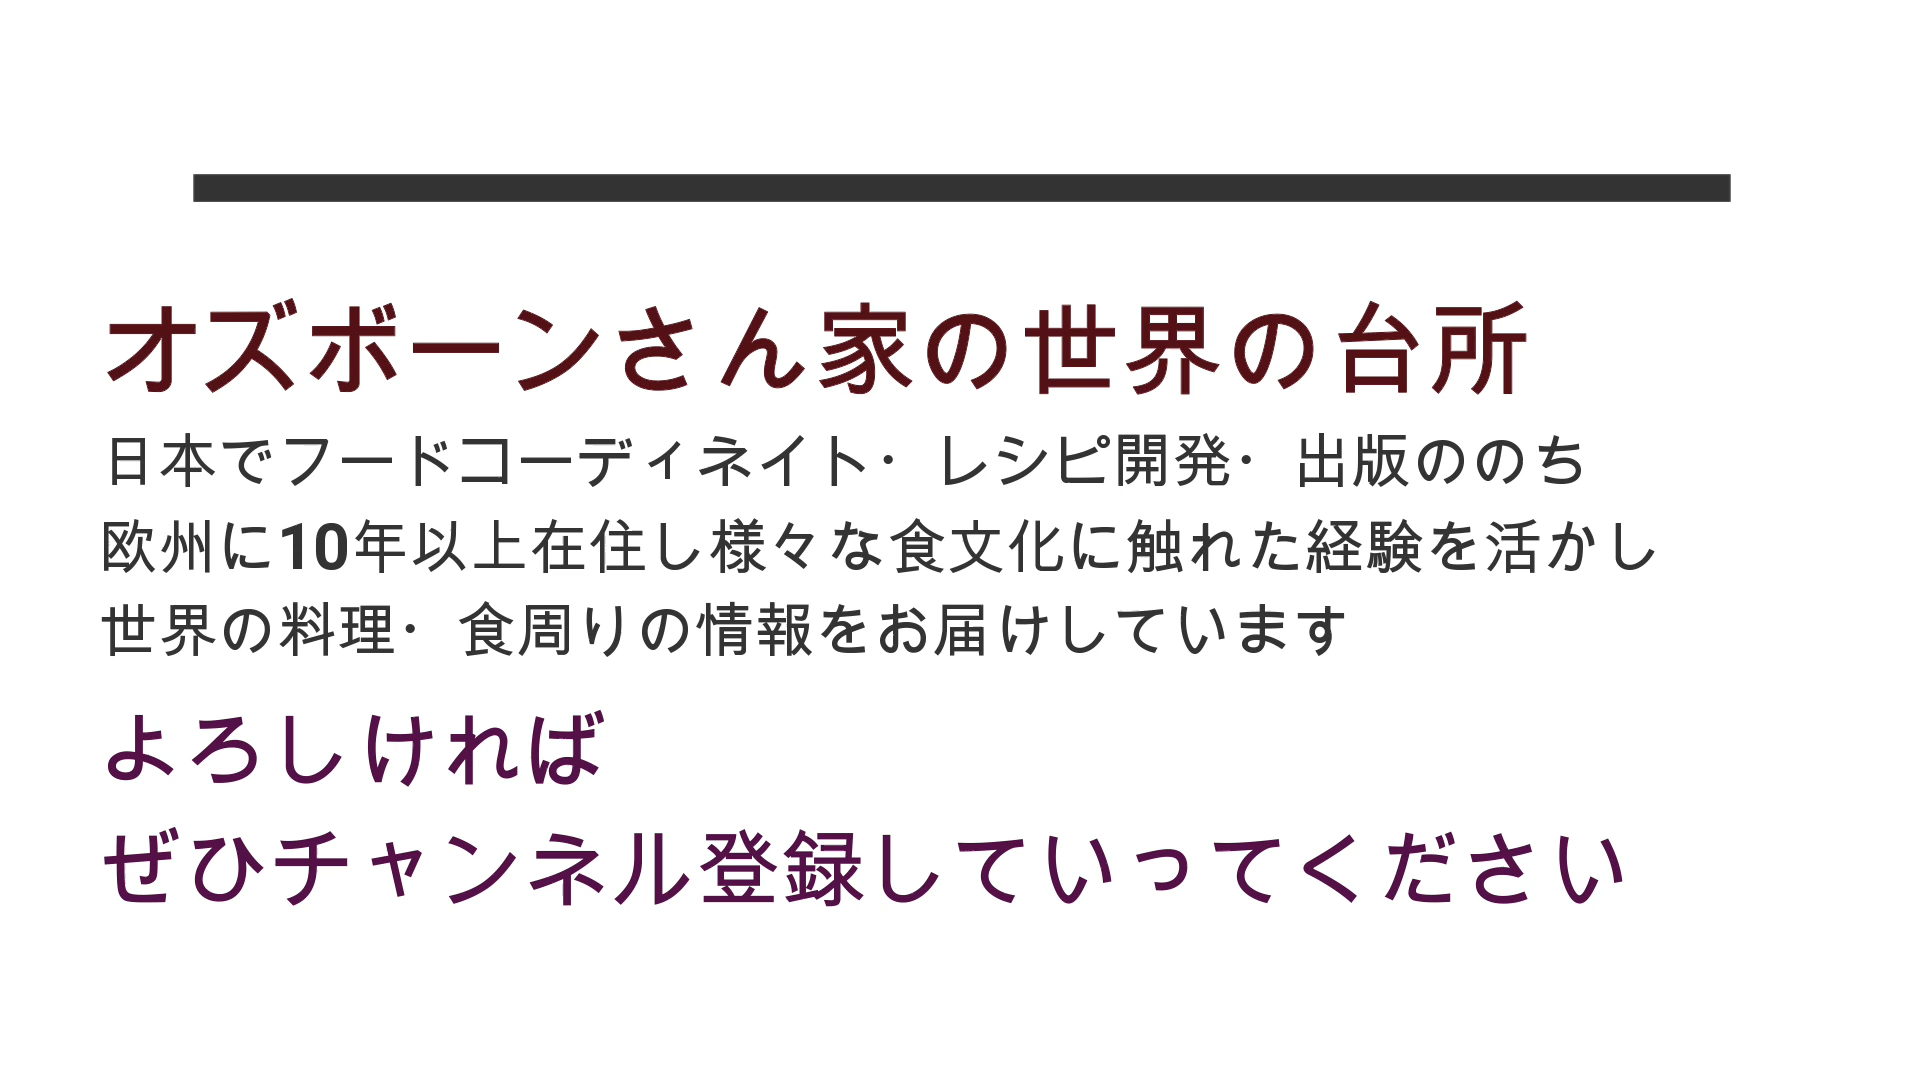 オズボーンさん家の世界の台所
日本でフードコーディネイト・レシピ開発・出版ののち
欧州に10年以上在住し様々な食文化に触れた経験を活かし
世界の料理・食周りの情報をお届けしています
よろしければ
ぜひチャンネル登録していってください